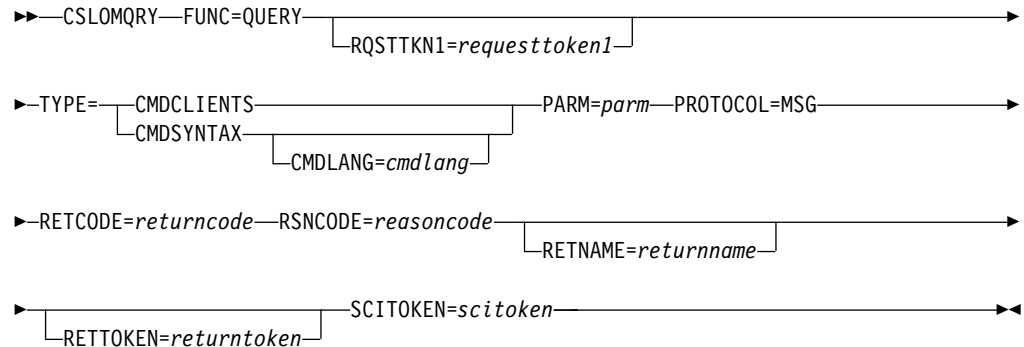 CSLOMQRY FUNC=QUERY
RQSTTKN1=requesttoken1
TYPE= CMDCLIENTS PARM=parm PROTOCOL=MSG
CMDSYNTAX
CMDLANG=cmdlang
RETCODE=returncode RSNCODE=reasoncode
RETNAME=returnname
SCITOKEN=scitoken
RETTOKEN=returntoken